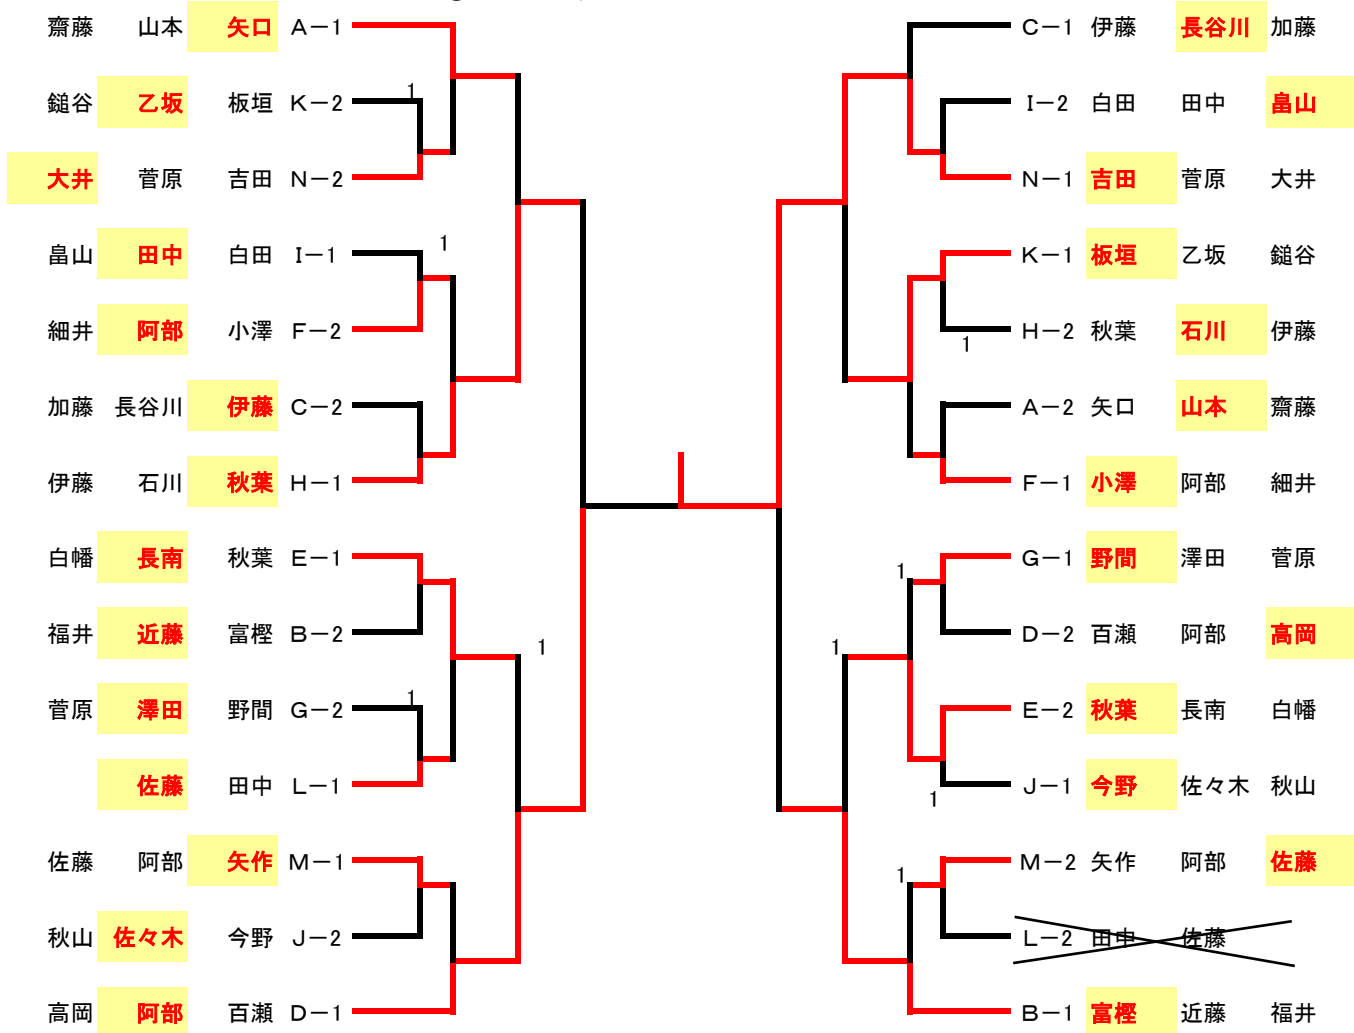 齋藤 山本 矢口 A－1
鎚谷 乙坂 板垣 K－2
1
大井 菅原 吉田 N－2
畠山 田中 白田 I－1
1
細井 阿部 小澤 F－2
加藤 長谷川 伊藤 C－2
伊藤 石川 秋葉 H－1
白幡 長南 秋葉 E－1
福井 近藤 富樫 B－2
1
菅原 澤田 野間 G－2
1
佐藤 田中 L－1
佐藤 阿部 矢作 M－1
秋山 佐々木 今野 J－2
高岡 阿部 百瀬 D－1
C－1 伊藤 長谷川 加藤
I－2 白田 田中 畠山
N－1 吉田 菅原 大井
K－1 板垣 乙坂 鎚谷
H－2 秋葉 石川 伊藤
1
A－2 矢口 山本 齋藤
F－1 小澤 阿部 細井
G－1 野間 澤田 菅原
1
D－2 百瀬 阿部 高岡
1
E－2 秋葉 長南 白幡
J－1 今野 佐々木 秋山
1
M－2 矢作 阿部 佐藤
1
L－2 田中 佐藤
B－1 富樫 近藤 福井